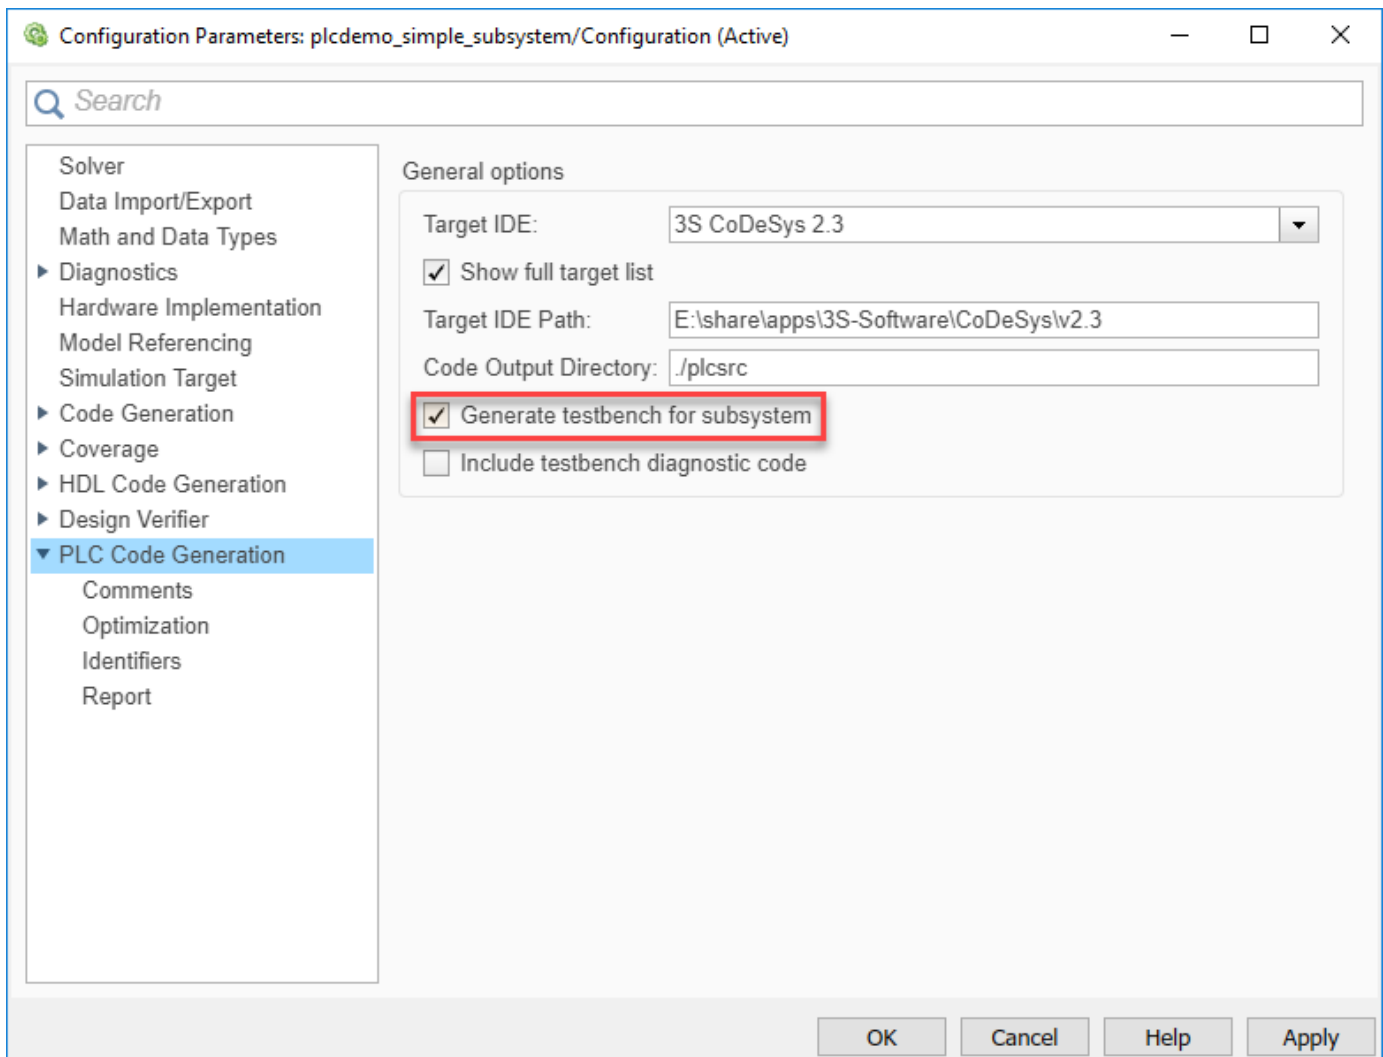 Configuration Parameters: plcdemo_simple_subsystem/Configuration (Active)
Search
Solver
Data Import/Export
Math and Data Types
Diagnostics
Hardware Implementation
Model Referencing
Simulation Target
Code Generation
Coverage
HDL Code Generation
Design Verifier
PLC Code Generation
Comments
Optimization
Identifiers
Report
General options
Target IDE: 3S CoDeSys 2.3
Show full target list
Target IDE Path: E:\share\apps\3S-Software\CoDeSys\v2.3
Code Output Directory: ./plcsrc
Generate testbench for subsystem
Include testbench diagnostic code
OK Cancel Help Apply